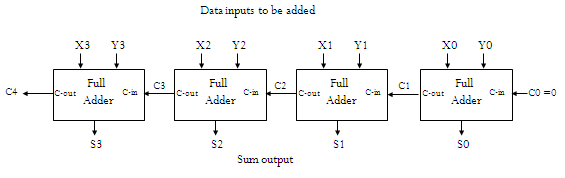 Data inputs to be added
X3 Y3 X2 Y2 X1 Y1 X0 Y0
C4 C-out Full Adder C-in C3 C-out Full Adder C-in C2 C-out Full Adder C-in C1 C-out Full Adder C-in C0 =0
S3 S2 S1 S0
Sum output